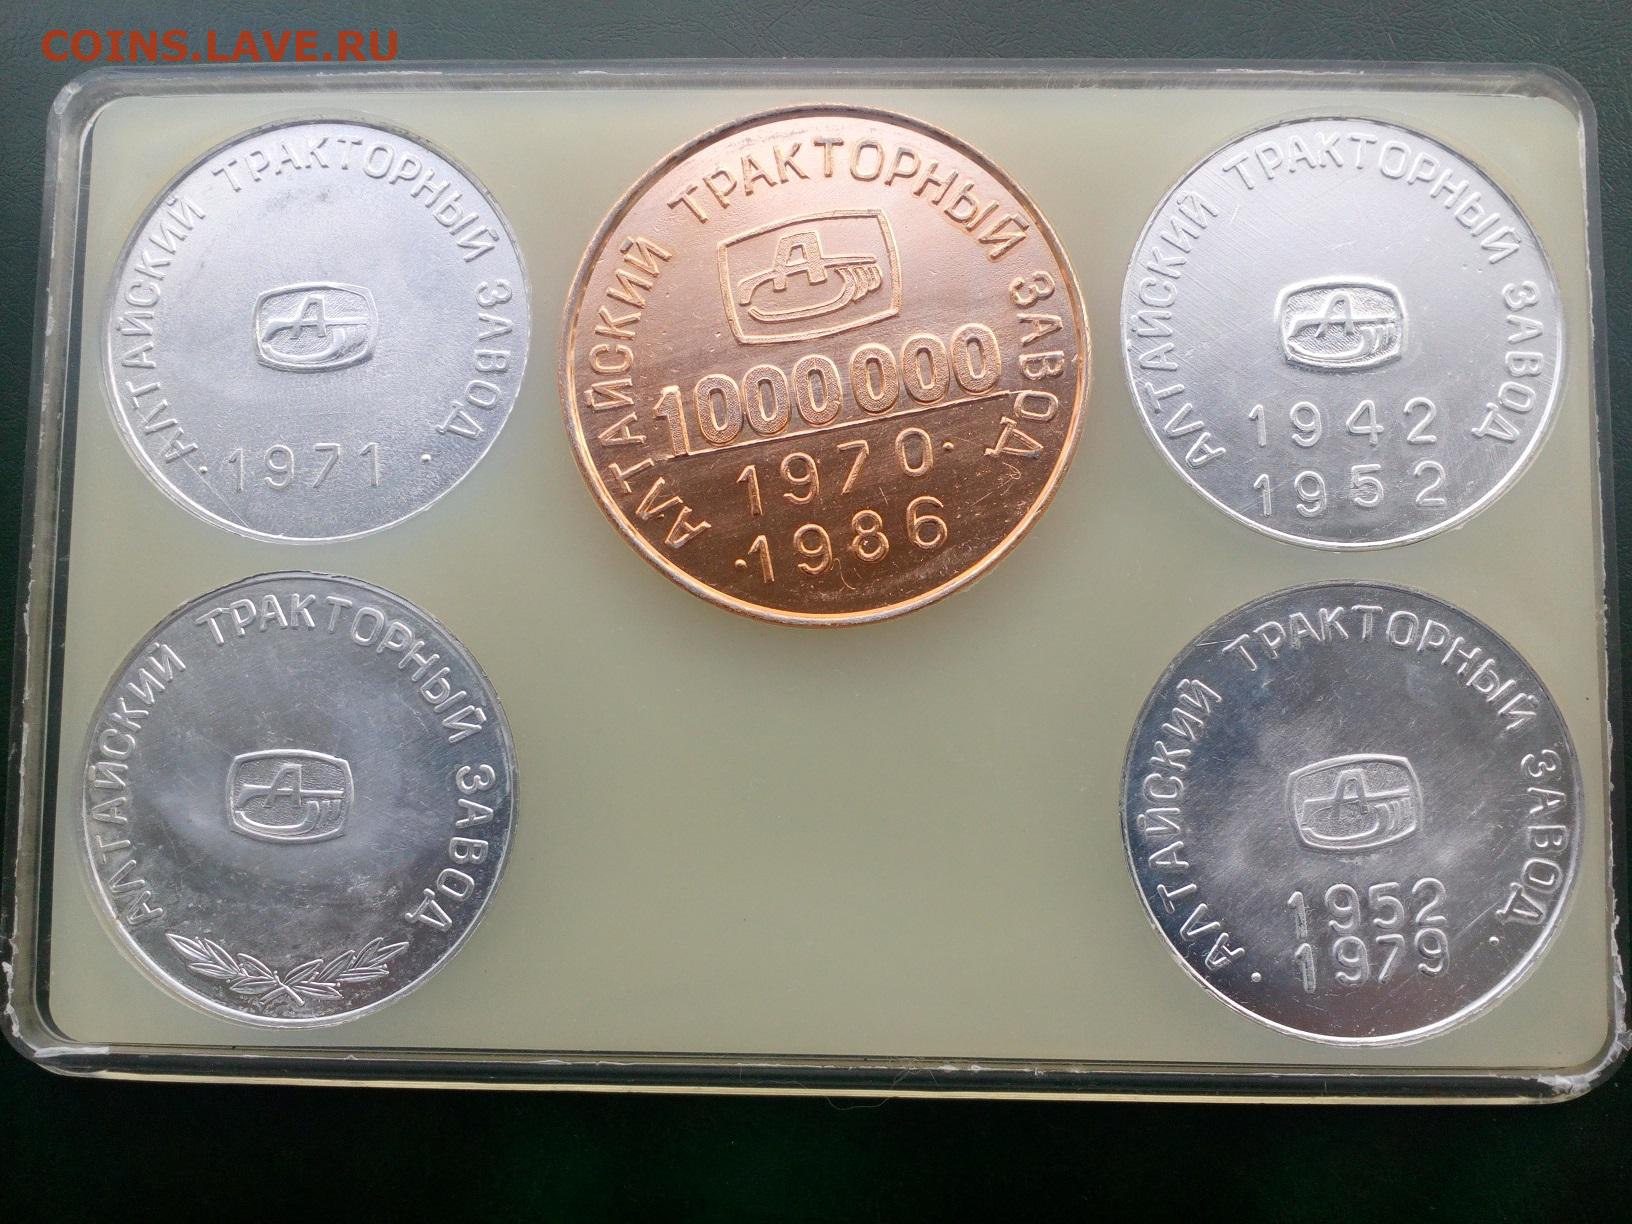 COINS.LAVE.RU
АЛТАЙСКИЙ ТРАКТОРНЫЙ ЗАВОД
А
·1971·
АЛТАЙСКИЙ ТРАКТОРНЫЙ ЗАВОД
А
1000000
1970
·1986·
АЛТАЙСКИЙ ТРАКТОРНЫЙ ЗАВОД
А
1942
1952
АЛТАЙСКИЙ ТРАКТОРНЫЙ ЗАВОД
А
АЛТАЙСКИЙ ТРАКТОРНЫЙ ЗАВОД
А
1952
·1979·